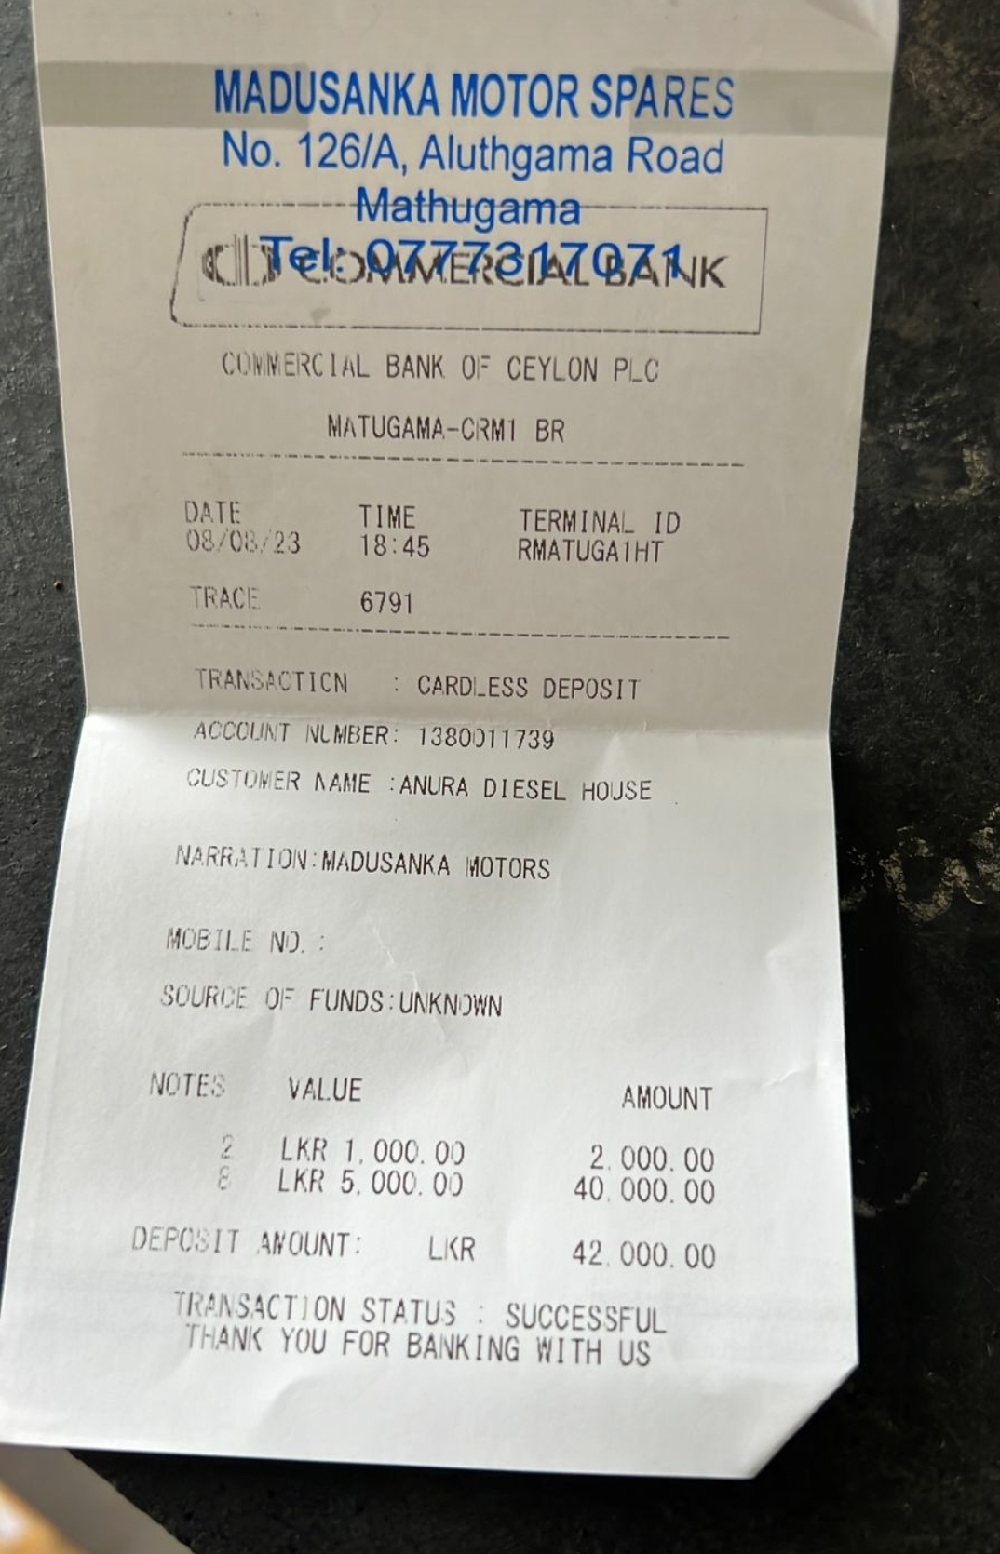 MADUSANKA MOTOR SPARES
No. 126/A, Aluthgama Road
Mathugama
Tel: 0777317071
COMMERCIAL BANK
COMMERCIAL BANK OF CEYLON PLC
MATUGAMA-CRM1 BR
DATE TIME TERMINAL ID
08/08/23 18:45 RMATUGA1HT
TRACE 6791
TRANSACTION : CARDLESS DEPOSIT
ACCOUNT NUMBER: 1380011739
CUSTOMER NAME :ANURA DIESEL HOUSE
NARRATION:MADUSANKA MOTORS
MOBILE NO. :
SOURCE OF FUNDS:UNKNOWN
NOTES VALUE AMOUNT
2 LKR 1,000.00 2,000.00
8 LKR 5,000.00 40,000.00
DEPOSIT AMOUNT: LKR 42,000.00
TRANSACTION STATUS : SUCCESSFUL
THANK YOU FOR BANKING WITH US